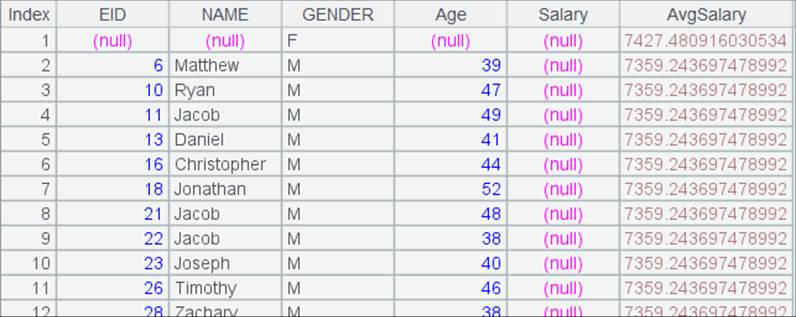 Index EID NAME GENDER Age Salary AvgSalary
1 (null) (null) F (null) (null) 7427.480916030534
2 6 Matthew M 39 (null) 7359.243697478992
3 10 Ryan M 47 (null) 7359.243697478992
4 11 Jacob M 49 (null) 7359.243697478992
5 13 Daniel M 41 (null) 7359.243697478992
6 16 Christopher M 44 (null) 7359.243697478992
7 18 Jonathan M 52 (null) 7359.243697478992
8 21 Jacob M 48 (null) 7359.243697478992
9 22 Jacob M 38 (null) 7359.243697478992
10 23 Joseph M 40 (null) 7359.243697478992
11 26 Timothy M 46 (null) 7359.243697478992
12 28 Zachary M 38 (null) 7359.243697478992